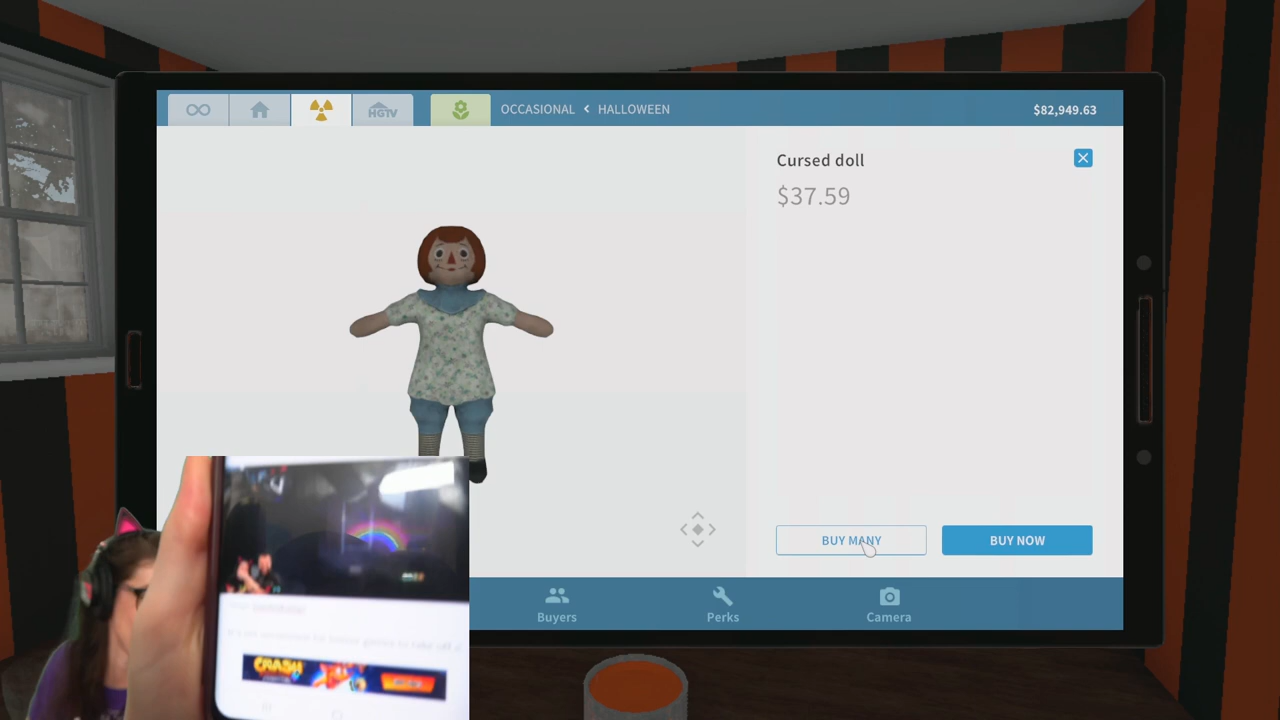 HGTV
OCCASIONAL < HALLOWEEN
$82,949.63
Cursed doll
$37.59
BUY MANY
BUY NOW
Buyers
Perks
Camera
CRASH